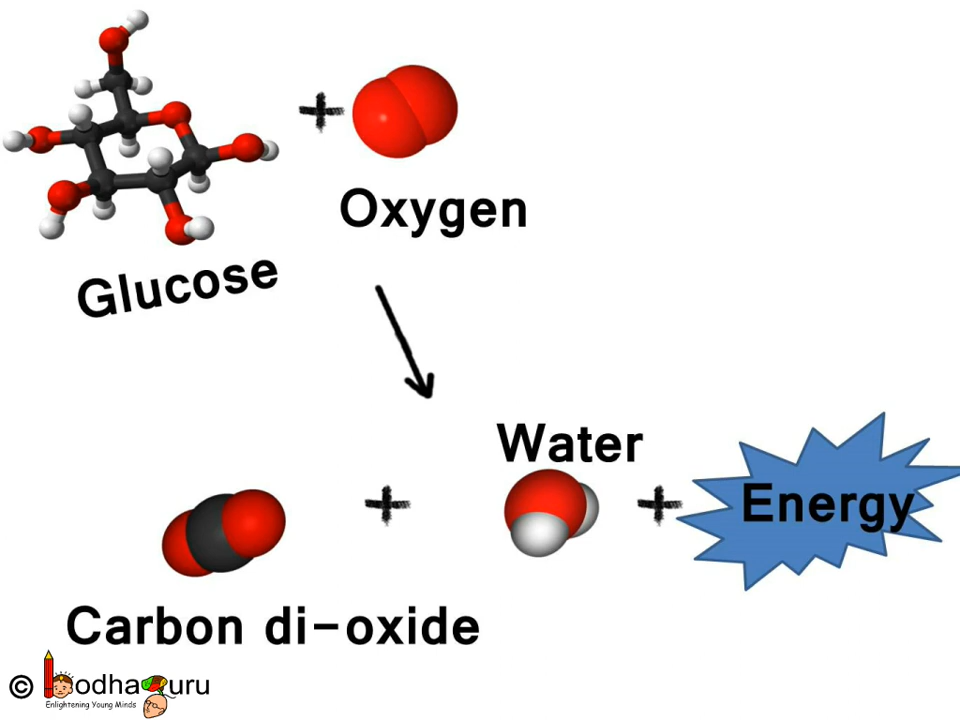 +
Oxygen
Glucose
Water
+ + Energy
Carbon di-oxide
© bodhaguru
Enlightening Young Minds